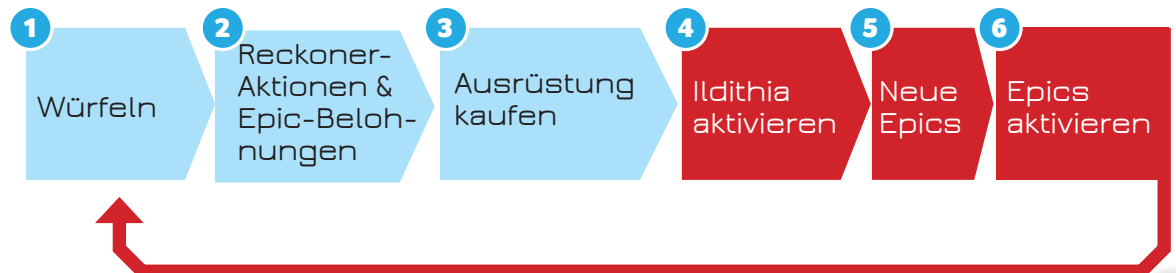 1
Würfeln
2
Reckoner-
Aktionen &
Epic-Beloh-
nungen
3
Ausrüstung
kaufen
4
Ildithia
aktivieren
5
Neue
Epics
6
Epics
aktivieren